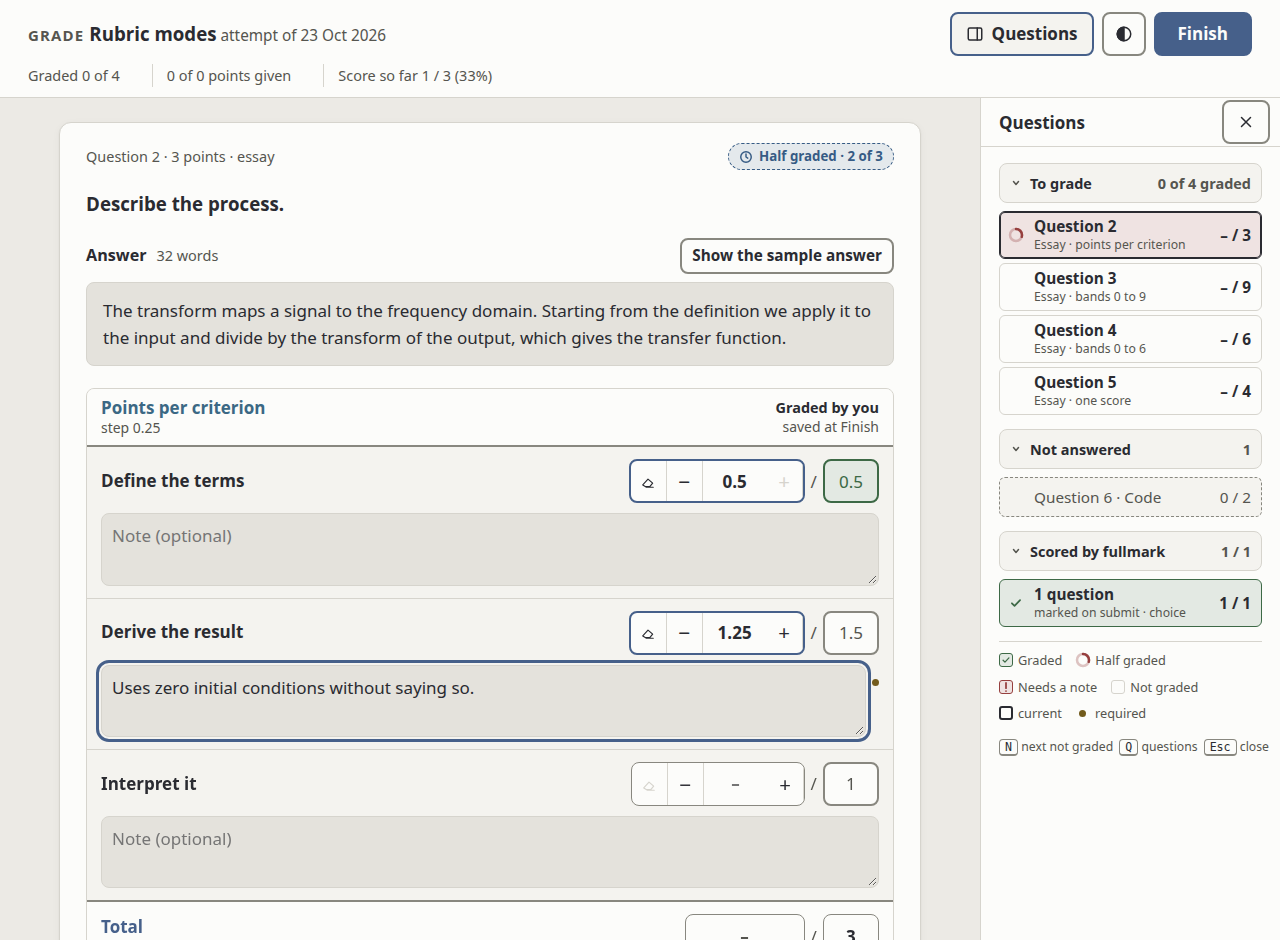 GRADE Rubric modes attempt of 23 Oct 2026
Questions
Finish
Graded 0 of 4
0 of 0 points given
Score so far 1 / 3 (33%)
Question 2 · 3 points · essay
Half graded · 2 of 3
Describe the process.
Answer 32 words
Show the sample answer
The transform maps a signal to the frequency domain. Starting from the definition we apply it to
the input and divide by the transform of the output, which gives the transfer function.
Points per criterion
step 0.25
Graded by you
saved at Finish
Define the terms
− 0.5 + / 0.5
Note (optional)
Derive the result
− 1.25 + / 1.5
Uses zero initial conditions without saying so.
Interpret it
− – + / 1
Note (optional)
Total
– / 3
Questions
To grade 0 of 4 graded
Question 2 – / 3
Essay · points per criterion
Question 3 – / 9
Essay · bands 0 to 9
Question 4 – / 6
Essay · bands 0 to 6
Question 5 – / 4
Essay · one score
Not answered 1
Question 6 · Code 0 / 2
Scored by fullmark 1 / 1
1 question 1 / 1
marked on submit · choice
Graded Half graded
! Needs a note Not graded
current required
N next not graded Q questions Esc close